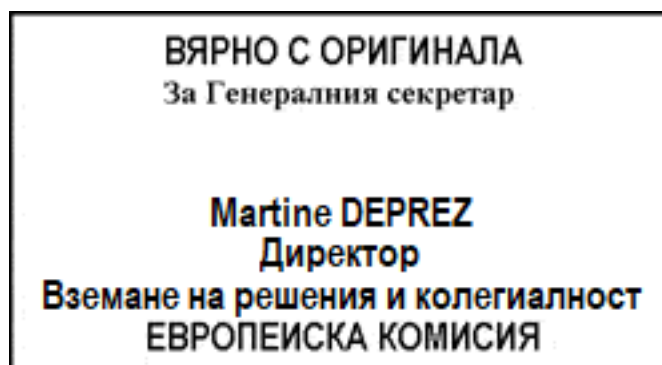 ВЯРНО С ОРИГИНАЛА
За Генералния секретар
Martine DEPREZ
Директор
Вземане на решения и колегиалност
ЕВРОПЕИСКА КОМИСИЯ